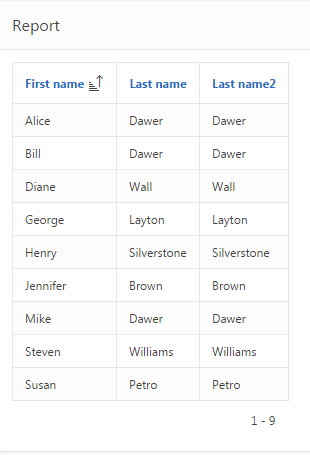 Report
First name Last name Last name2
Alice Dawer Dawer
Bill Dawer Dawer
Diane Wall Wall
George Layton Layton
Henry Silverstone Silverstone
Jennifer Brown Brown
Mike Dawer Dawer
Steven Williams Williams
Susan Petro Petro
1 - 9